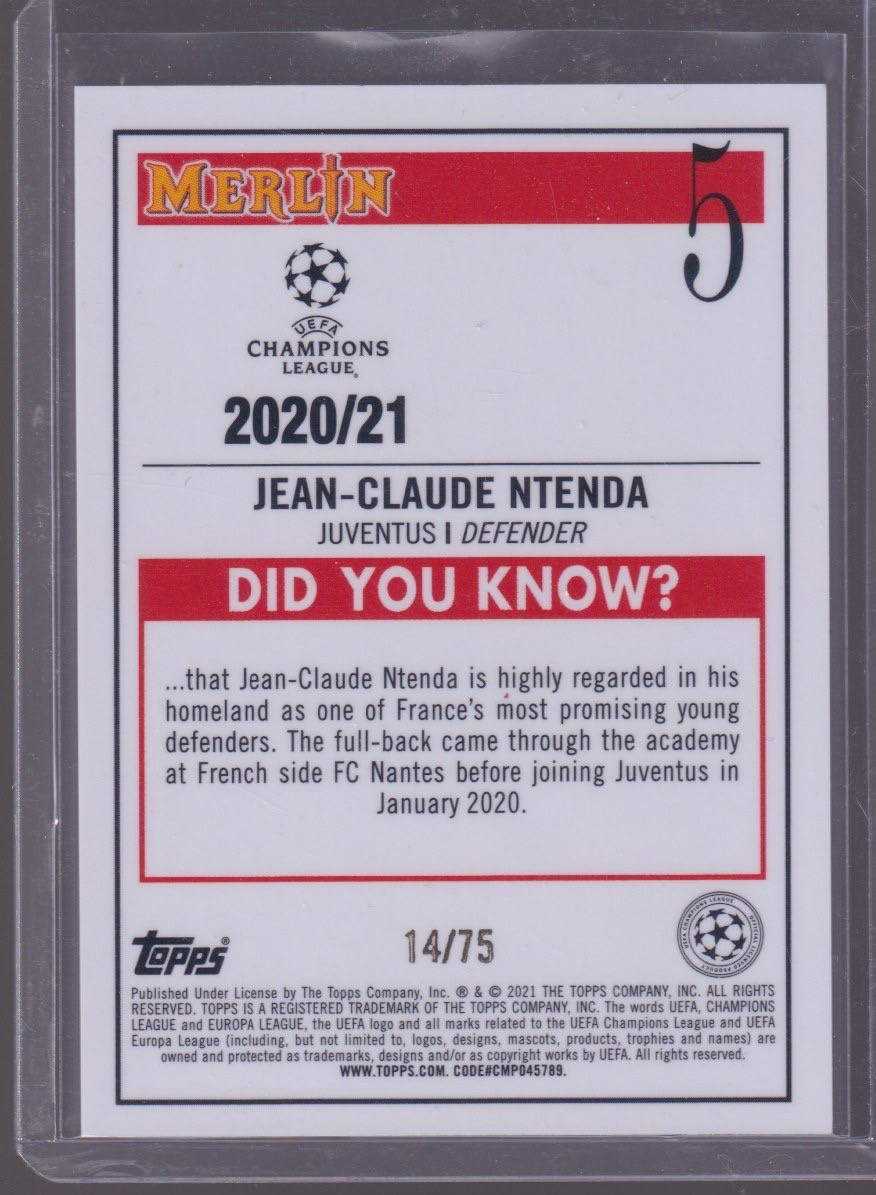 MERLIN
5
UEFA
CHAMPIONS
LEAGUE®
2020/21
JEAN-CLAUDE NTENDA
JUVENTUS | DEFENDER
DID YOU KNOW?
...that Jean-Claude Ntenda is highly regarded in his
homeland as one of France's most promising young
defenders. The full-back came through the academy
at French side FC Nantes before joining Juventus in
January 2020.
topps®
14/75
UEFA CHAMPIONS LEAGUE OFFICIAL LICENSED PRODUCT
Published Under License by The Topps Company, Inc. ® & © 2021 THE TOPPS COMPANY, INC. ALL RIGHTS
RESERVED. TOPPS IS A REGISTERED TRADEMARK OF THE TOPPS COMPANY, INC. The words UEFA, CHAMPIONS
LEAGUE and EUROPA LEAGUE, the UEFA logo and all marks related to the UEFA Champions League and UEFA
Europa League (including, but not limited to, logos, designs, mascots, products, trophies and names) are
owned and protected as trademarks, designs and/or as copyright works by UEFA. All rights reserved.
WWW.TOPPS.COM. CODE#CMP045789.